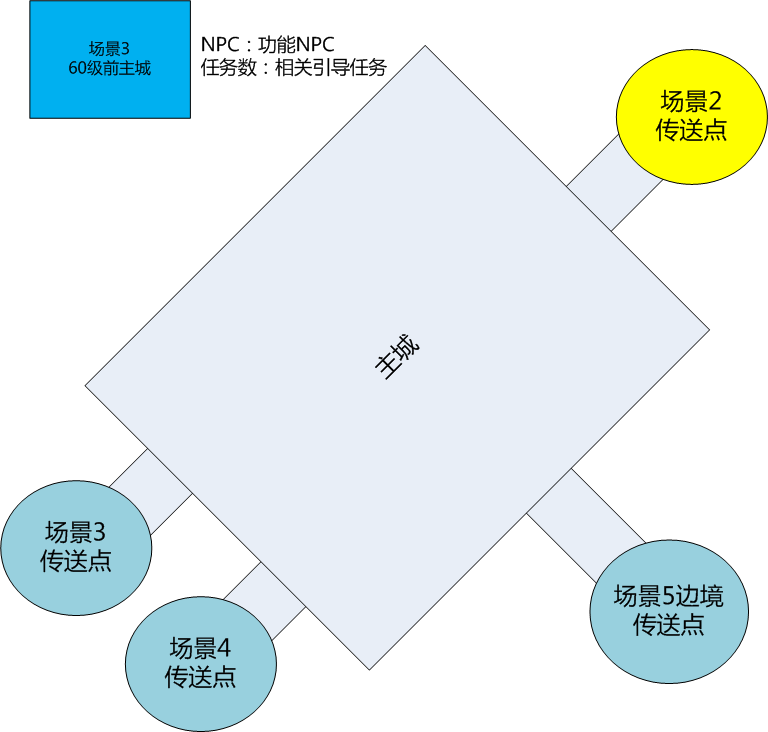 场景3
60级前主城
NPC：功能NPC
任务数：相关引导任务
场景2
传送点
主城
场景3
传送点
场景4
传送点
场景5边境
传送点